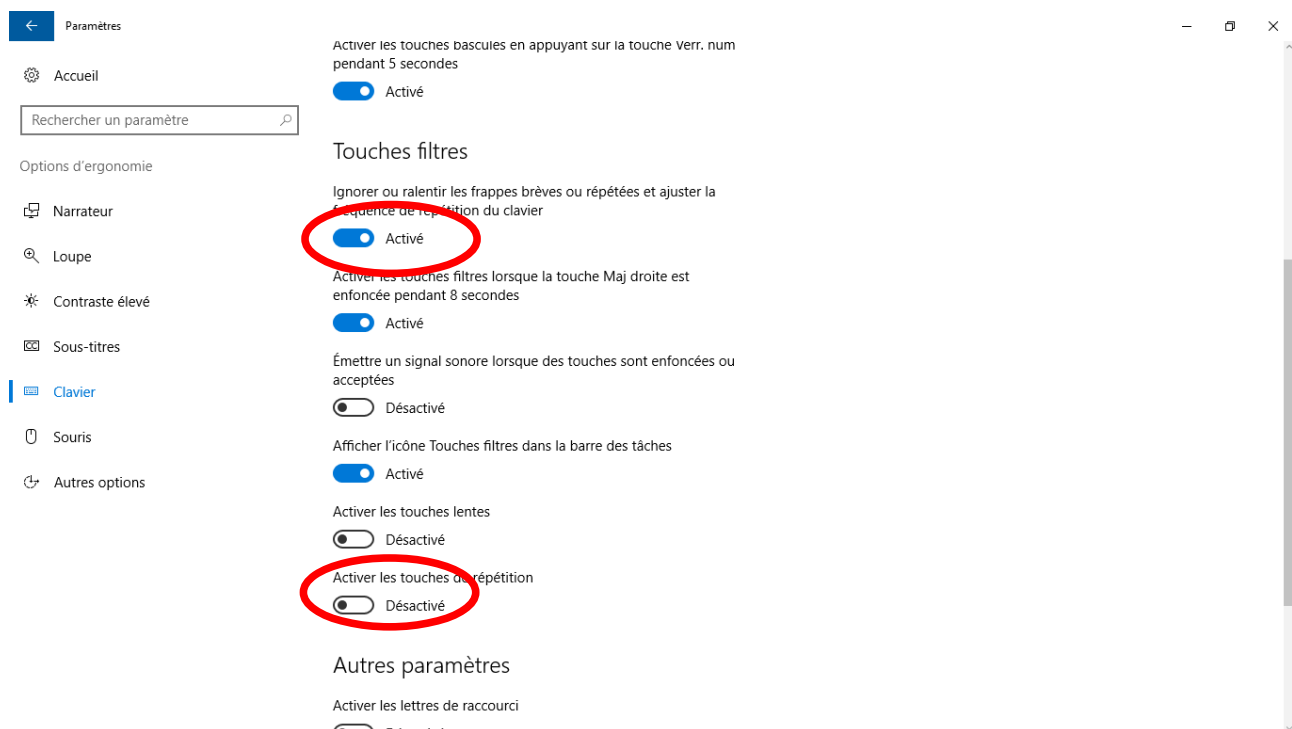 Paramètres
Accueil
Rechercher un paramètre
Options d'ergonomie
Narrateur
Loupe
Contraste élevé
Sous-titres
Clavier
Souris
Autres options
Activer les touches bascules en appuyant sur la touche Verr. num
pendant 5 secondes
Activé
Touches filtres
Ignorer ou ralentir les frappes brèves ou répétées et ajuster la
fréquence de répétition du clavier
Activé
Activer les touches filtres lorsque la touche Maj droite est
enfoncée pendant 8 secondes
Activé
Émettre un signal sonore lorsque des touches sont enfoncées ou
acceptées
Désactivé
Afficher l'icône Touches filtres dans la barre des tâches
Activé
Activer les touches lentes
Désactivé
Activer les touches de répétition
Désactivé
Autres paramètres
Activer les lettres de raccourci